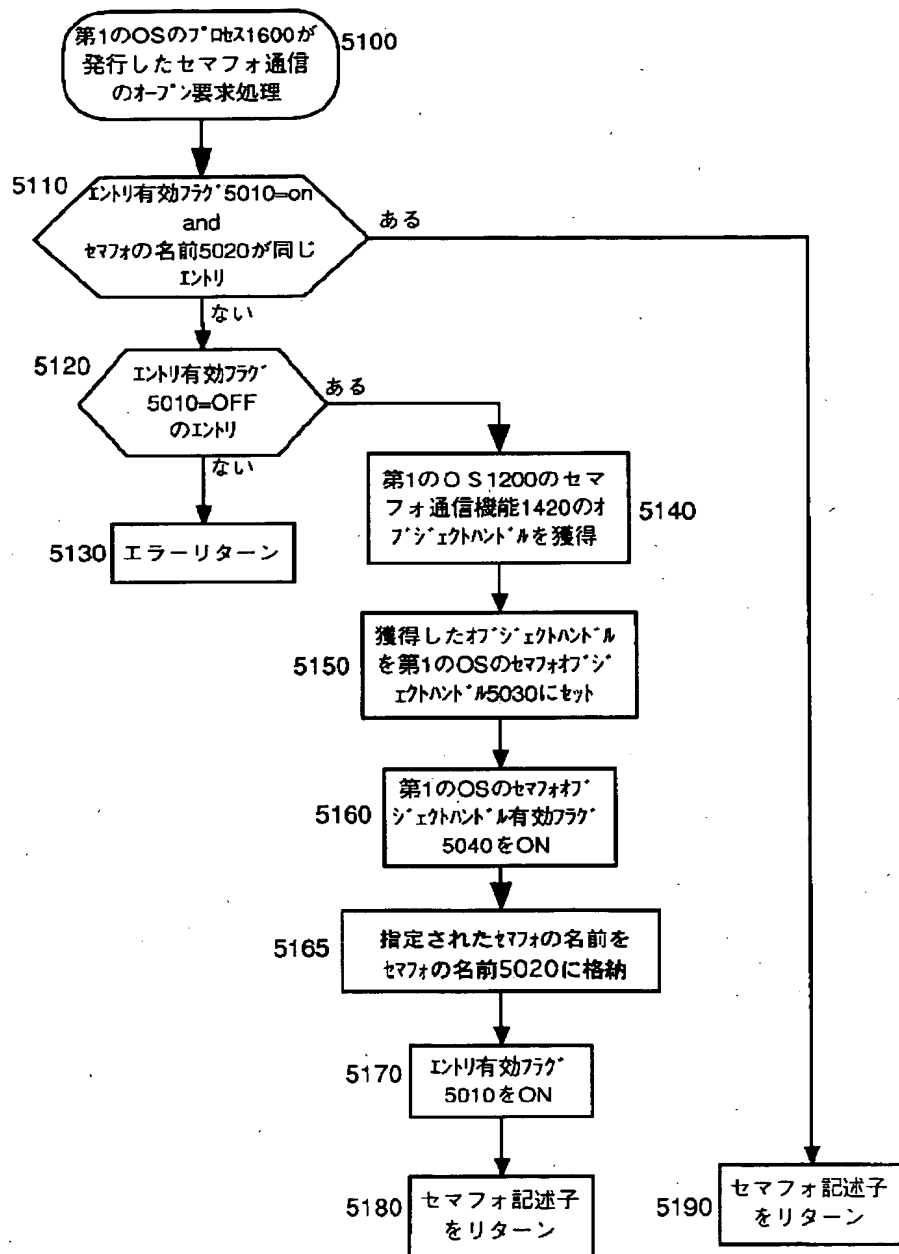 第1のOSのﾌﾟﾛｾｽ1600が
発行したセマフォ通信
のｵｰﾌﾟﾝ要求処理
5100
5110
ｴﾝﾄﾘ有効フラｸﾞ5010=on
and
ｾﾏﾌｫの名前5020が同じ
ｴﾝﾄﾘ
ある
ない
5120
ｴﾝﾄﾘ有効ﾌﾗｸﾞ
5010=OFF
のｴﾝﾄﾘ
ある
ない
5130
エラーリターン
第1のＯＳ1200のセマ
フォ通信機能1420のオ
ﾌﾞｼﾞｪｸﾄﾊﾝﾄﾞﾙを獲得
5140
5150
獲得したｵﾌﾞｼﾞｪｸﾄﾊﾝﾄﾞﾙ
を第1のOSのｾﾏﾌｫｵﾌﾞｼﾞ
ｪｸﾄﾊﾝﾄﾞﾙ5030にｾｯﾄ
5160
第1のOSのｾﾏﾌｫｵﾌﾞ
ｼﾞｪｸﾄﾊﾝﾄﾞﾙ有効ﾌﾗｸﾞ
5040をON
5165
指定されたｾﾏﾌｫの名前を
ｾﾏﾌｫの名前5020に格納
5170
ｴﾝﾄﾘ有効ﾌﾗｸﾞ
5010をON
5180
セマフォ記述子
をリターン
5190
セマフォ記述子
をリターン